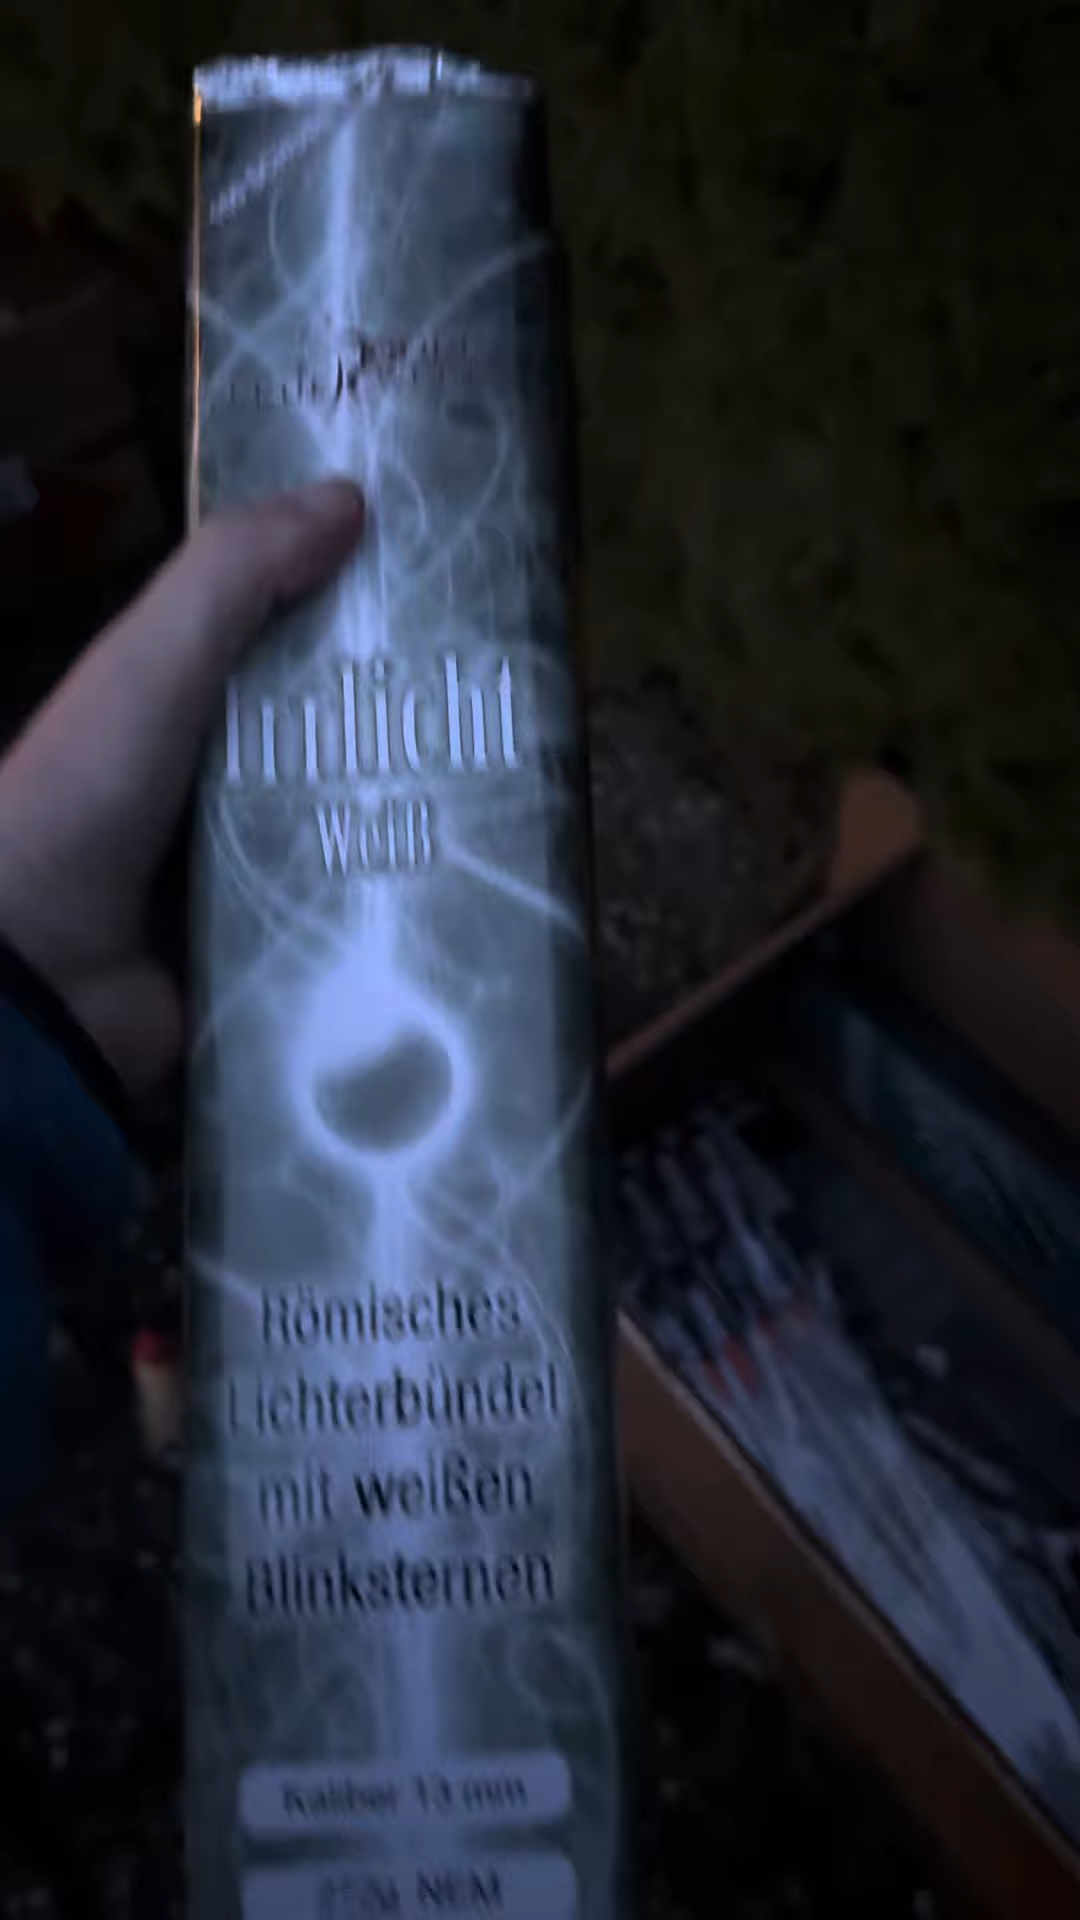 Irrlicht
Weiß
Römisches
Lichterbündel
mit weißen
Blinksternen
Kaliber 13 mm
NEM